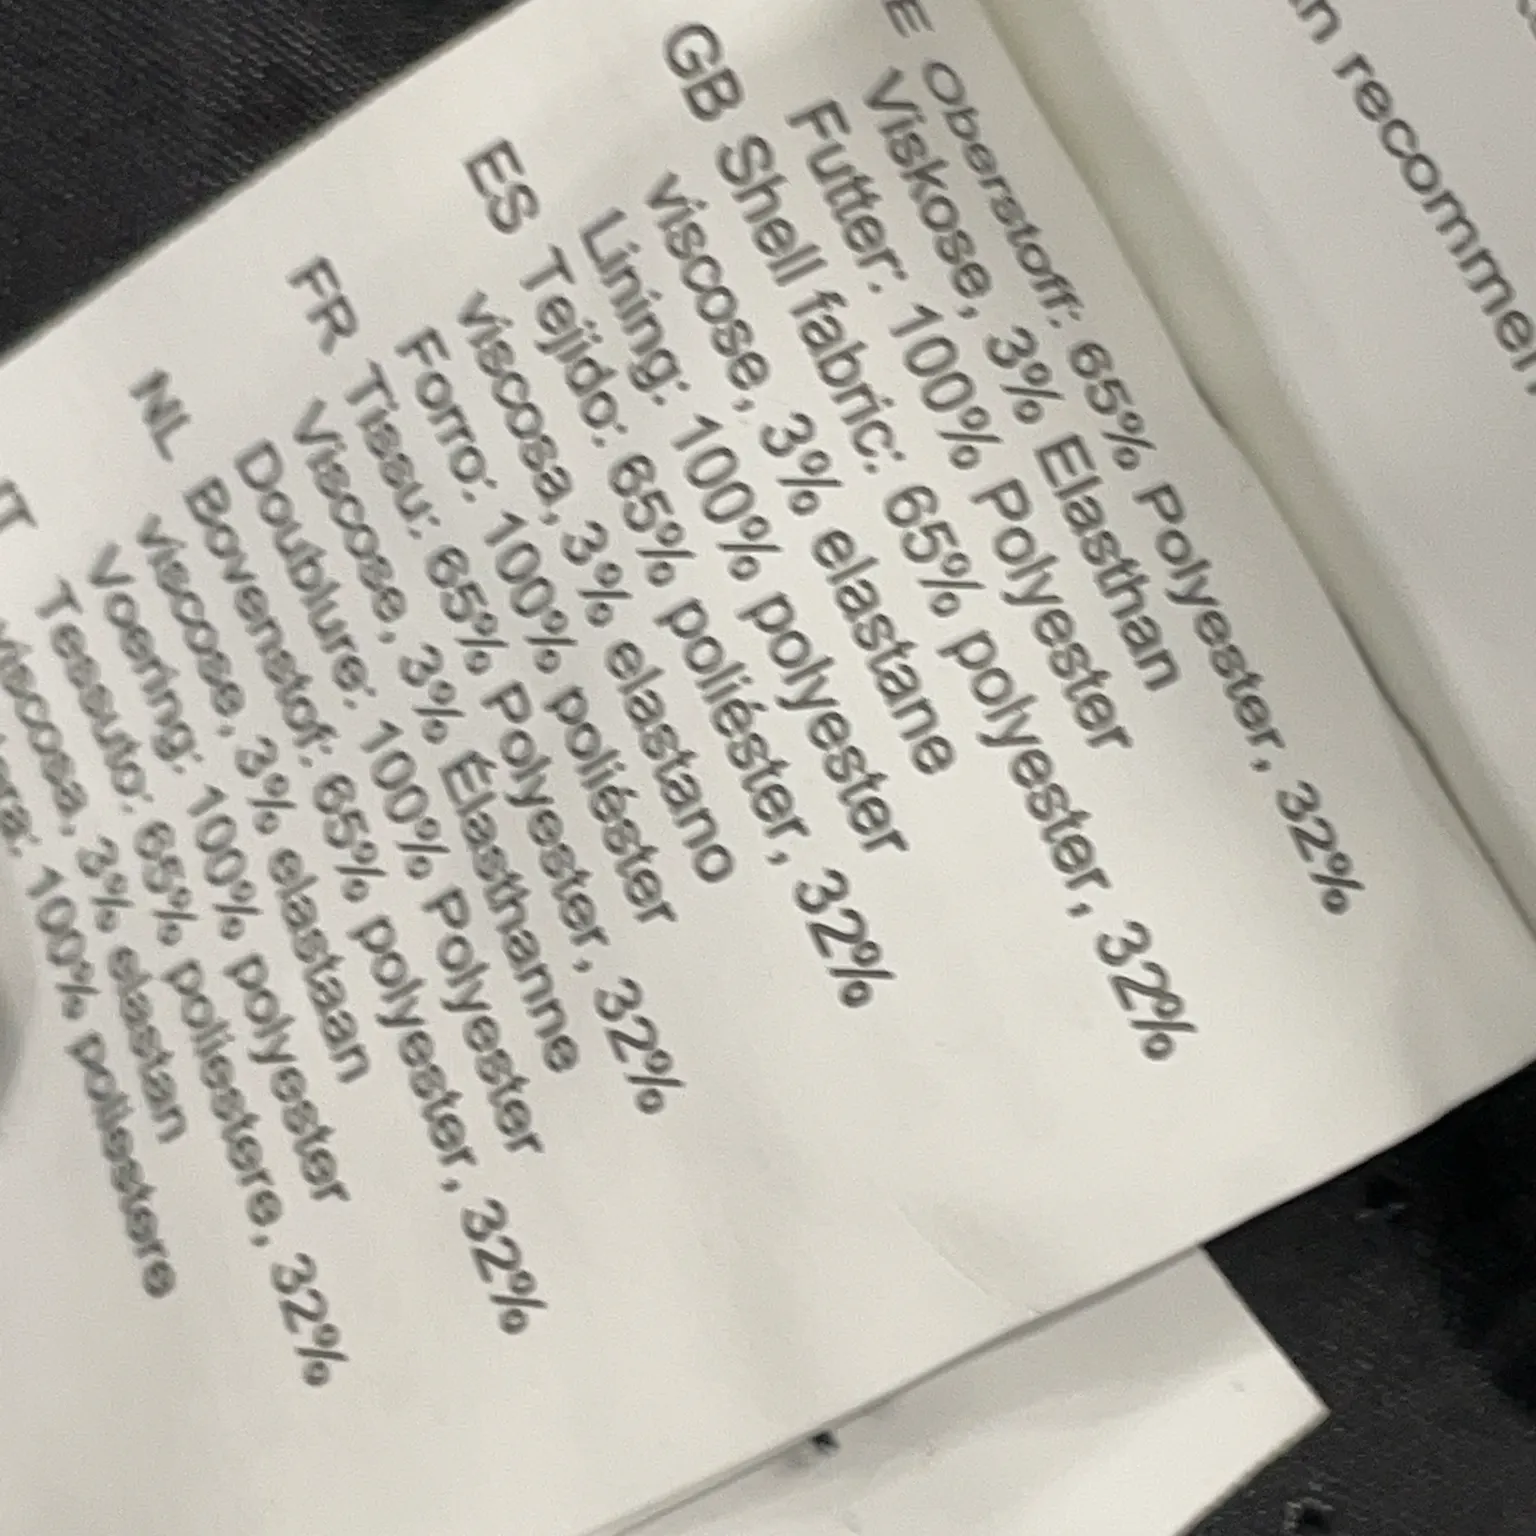 E Oberstoff: 65% Polyester, 32%
Viskose, 3% Elasthan
Futter: 100% Polyester
GB Shell fabric: 65% polyester, 32%
viscose, 3% elastane
Lining: 100% polyester
ES Tejido: 65% poliéster, 32%
viscosa, 3% elastano
Forro: 100% poliéster
FR Tissu: 65% Polyester, 32%
Viscose, 3% Élasthanne
Doublure: 100% Polyester
NL Bovenstof: 65% polyester, 32%
viscose, 3% elastaan
Voering: 100% polyester
IT Tessuto: 65% poliestere, 32%
viscosa, 3% elastan
100% poliestere